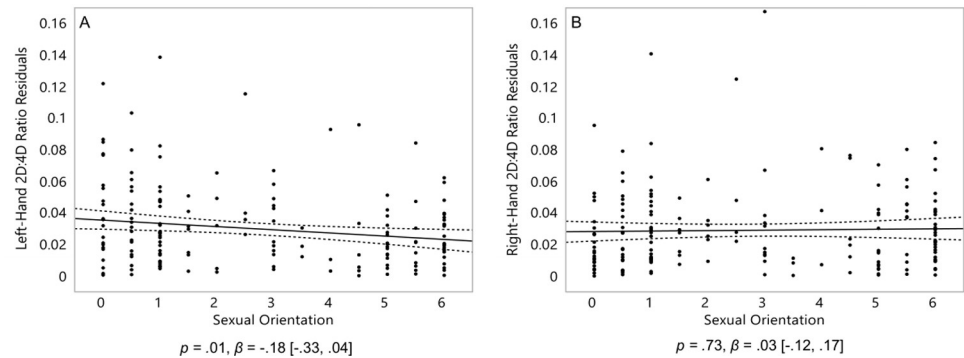 A
0.16
0.14
0.12
0.1
0.08
0.06
0.04
0.02
0
Left-Hand 2D:4D Ratio Residuals
0 1 2 3 4 5 6
Sexual Orientation
p = .01, β = -.18 [-.33, .04]
B
0.16
0.14
0.12
0.1
0.08
0.06
0.04
0.02
0
Right-Hand 2D:4D Ratio Residuals
0 1 2 3 4 5 6
Sexual Orientation
p = .73, β = .03 [-.12, .17]